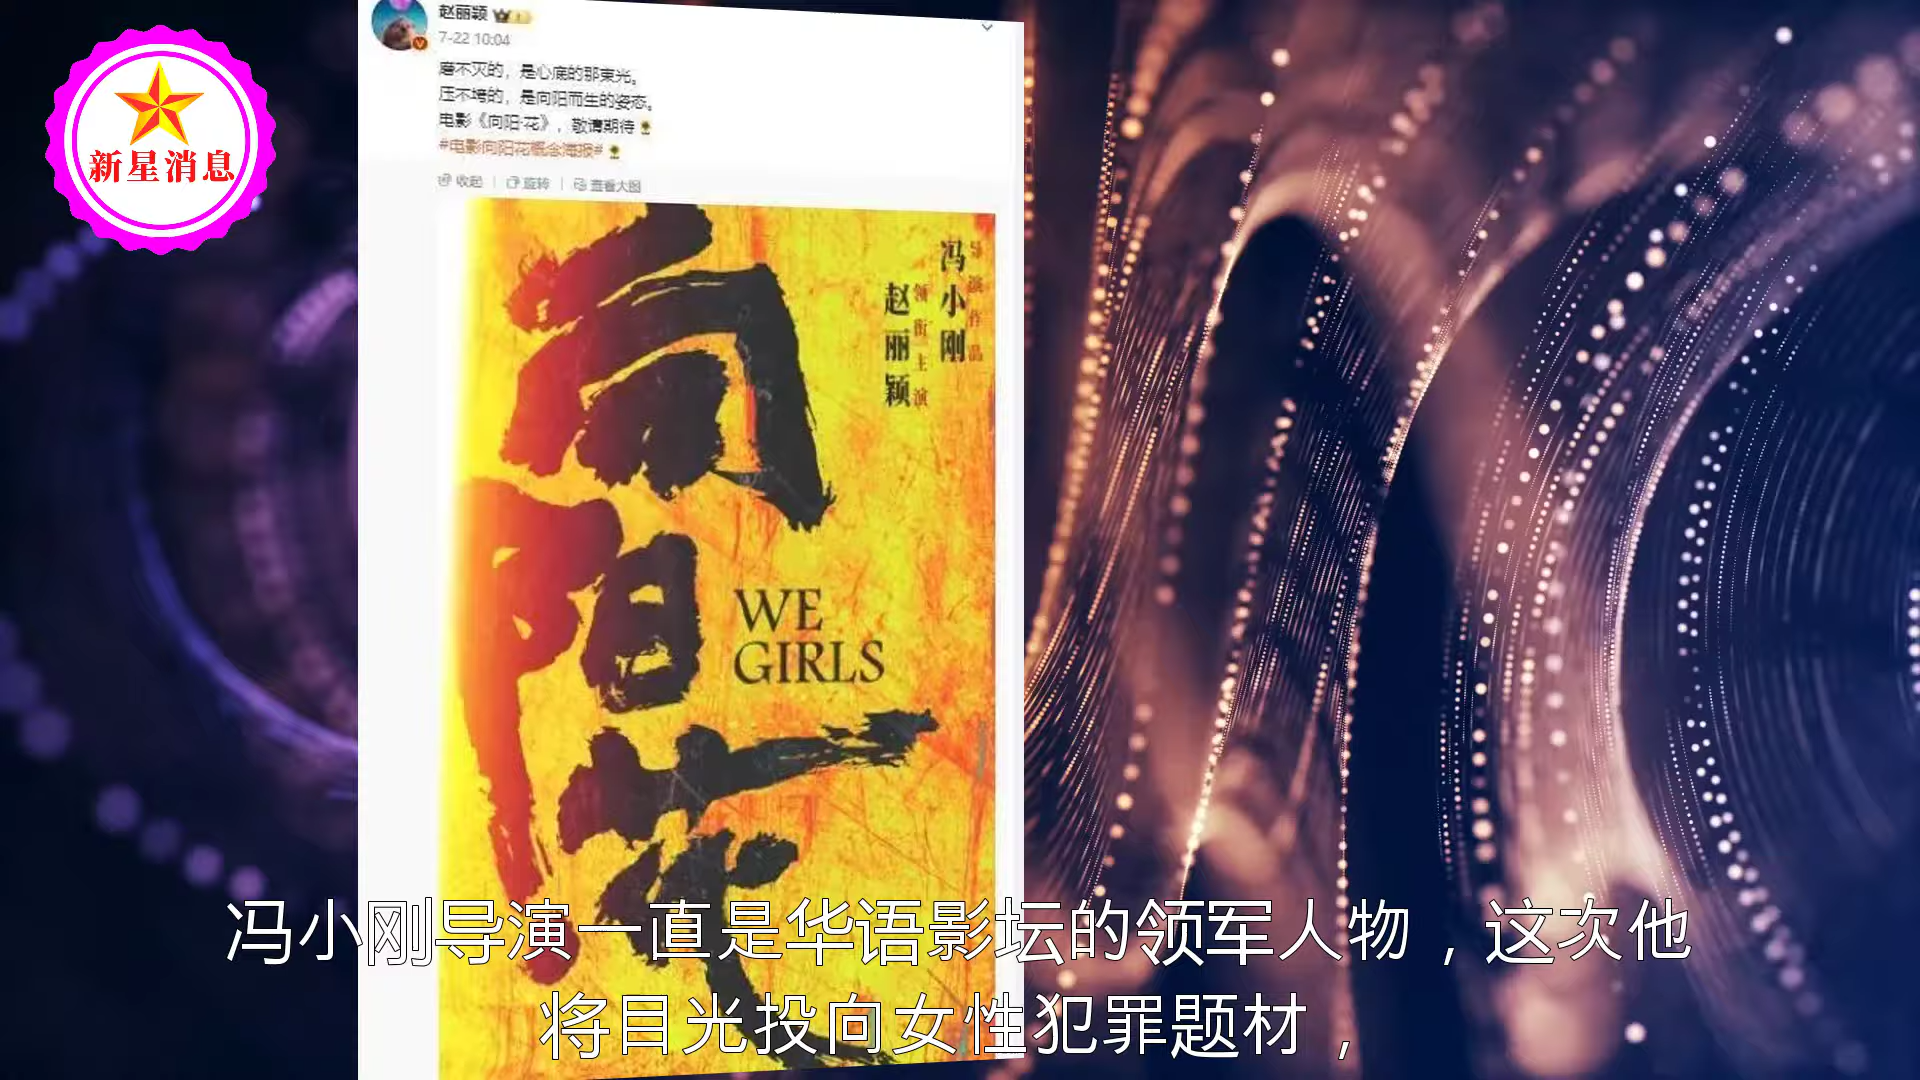 新星消息
赵丽颖
7-22 10:04
磨不灭的，是心底的那束光。
压不垮的，是向阳而生的姿态。
电影《向阳·花》，敬请期待
#电影向阳花概念海报#
收起 | 旋转 | 查看大图
导演作品
冯小刚
领衔主演
赵丽颖
向阳花
WE
GIRLS
冯小刚导演一直是华语影坛的领军人物，这次他
将目光投向女性犯罪题材，